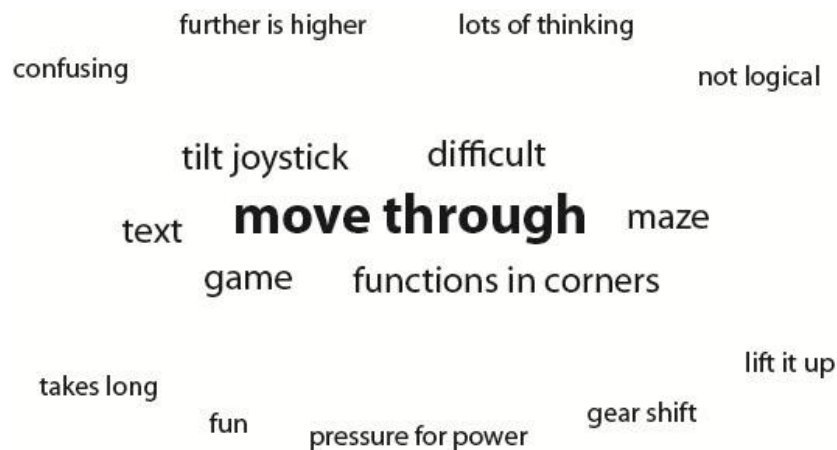 further is higher
lots of thinking
confusing
not logical
tilt joystick
difficult
move through
maze
text
game
functions in corners
lift it up
takes long
gear shift
fun
pressure for power